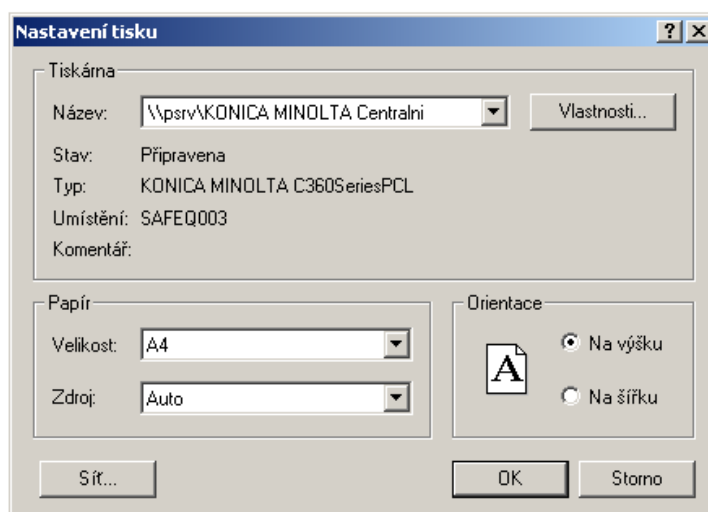 Nastavení tisku
Tiskárna
Název: \\psrv\KONICA MINOLTA Centralni Vlastnosti...
Stav: Připravena
Typ: KONICA MINOLTA C360SeriesPCL
Umístění: SAFEQ003
Komentář:
Papír
Velikost: A4
Zdroj: Auto
Orientace
A
Na výšku
Na šířku
Síť... OK Storno